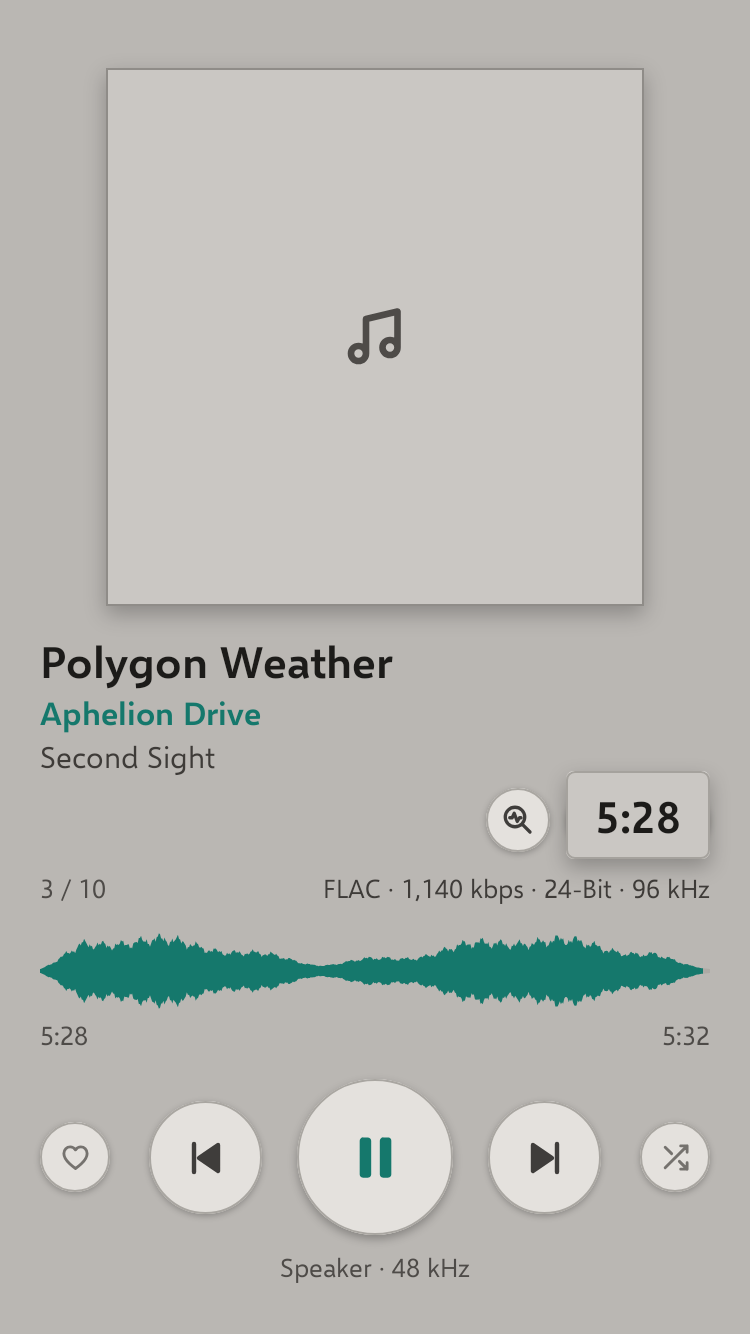 Polygon Weather
Aphelion Drive
Second Sight
5:28
3 / 10
FLAC · 1,140 kbps · 24-Bit · 96 kHz
5:28
5:32
Speaker · 48 kHz